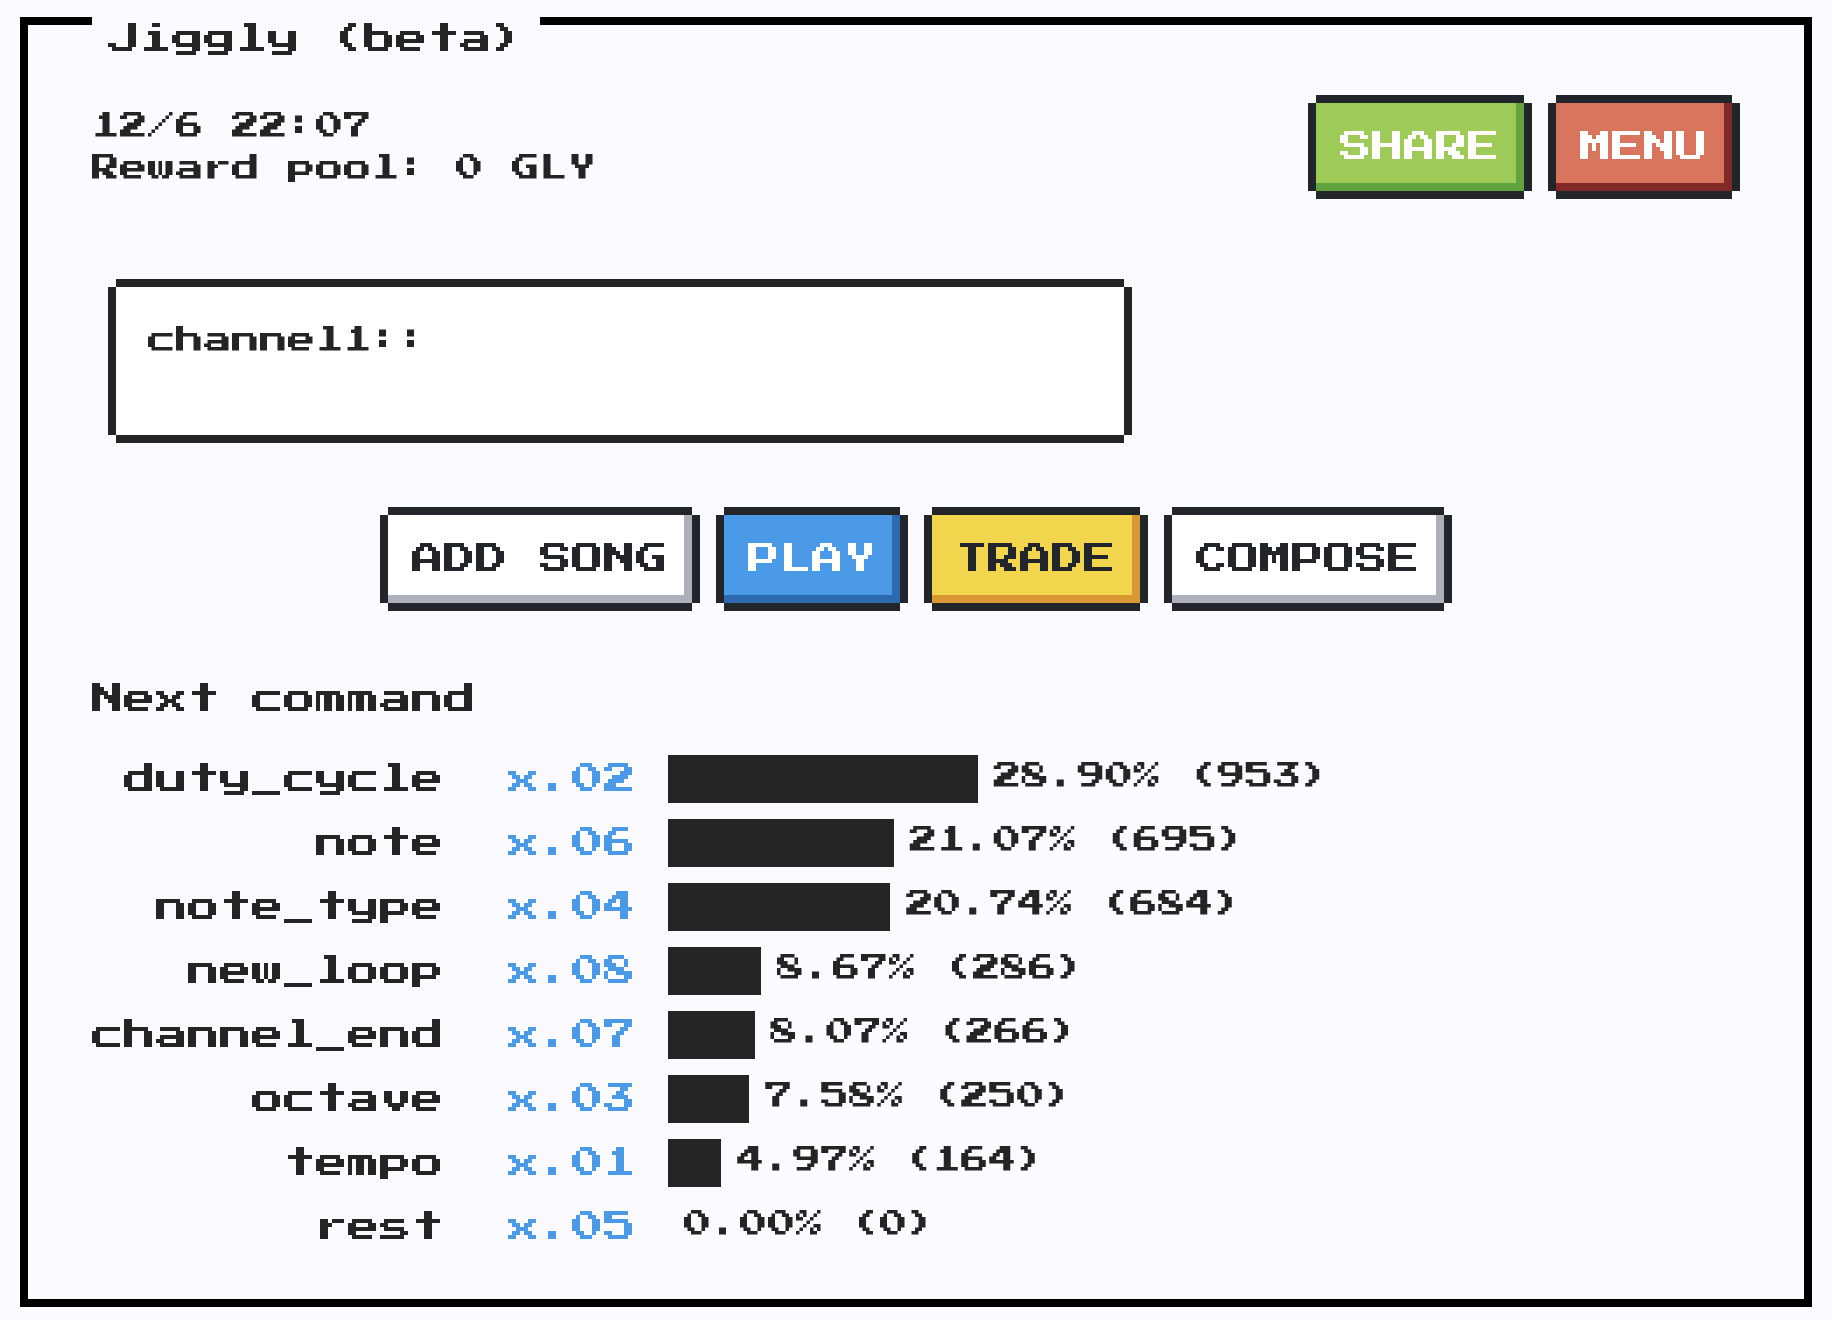 Jiggly (beta)
12/6 22:07
Reward pool: 0 GLY
SHARE MENU
channel1::
ADD SONG PLAY TRADE COMPOSE
Next command
duty_cycle x.02 28.90% (953)
note x.06 21.07% (695)
note_type x.04 20.74% (684)
new_loop x.08 8.67% (286)
channel_end x.07 8.07% (266)
octave x.03 7.58% (250)
tempo x.01 4.97% (164)
rest x.05 0.00% (0)